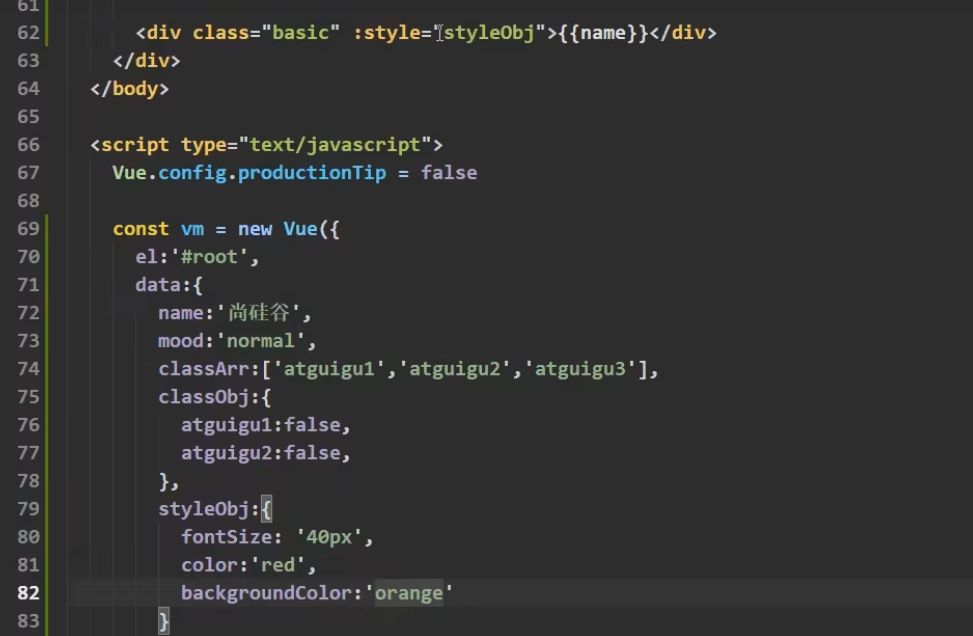 61
62 <div class="basic" :style="styleObj">{{name}}</div>
63 </div>
64 </body>
65
66 <script type="text/javascript">
67 Vue.config.productionTip = false
68
69 const vm = new Vue({
70 el:'#root',
71 data:{
72 name:'尚硅谷',
73 mood:'normal',
74 classArr:['atguigu1','atguigu2','atguigu3'],
75 classObj:{
76 atguigu1:false,
77 atguigu2:false,
78 },
79 styleObj:{
80 fontSize: '40px',
81 color:'red',
82 backgroundColor:'orange'
83 }